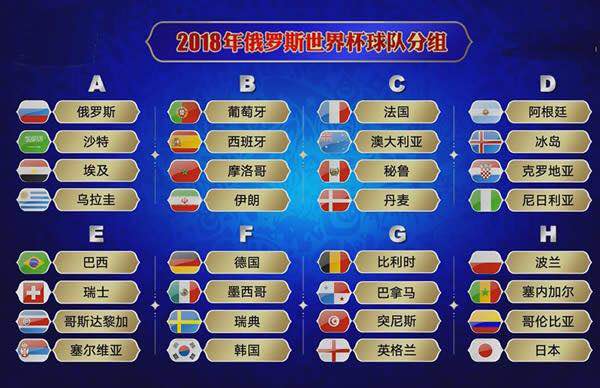 2018年俄罗斯世界杯球队分组
A B C D
俄罗斯 葡萄牙 法国 阿根廷
沙特 西班牙 澳大利亚 冰岛
埃及 摩洛哥 秘鲁 克罗地亚
乌拉圭 伊朗 丹麦 尼日利亚
E F G H
巴西 德国 比利时 波兰
瑞士 墨西哥 巴拿马 塞内加尔
哥斯达黎加 瑞典 突尼斯 哥伦比亚
塞尔维亚 韩国 英格兰 日本